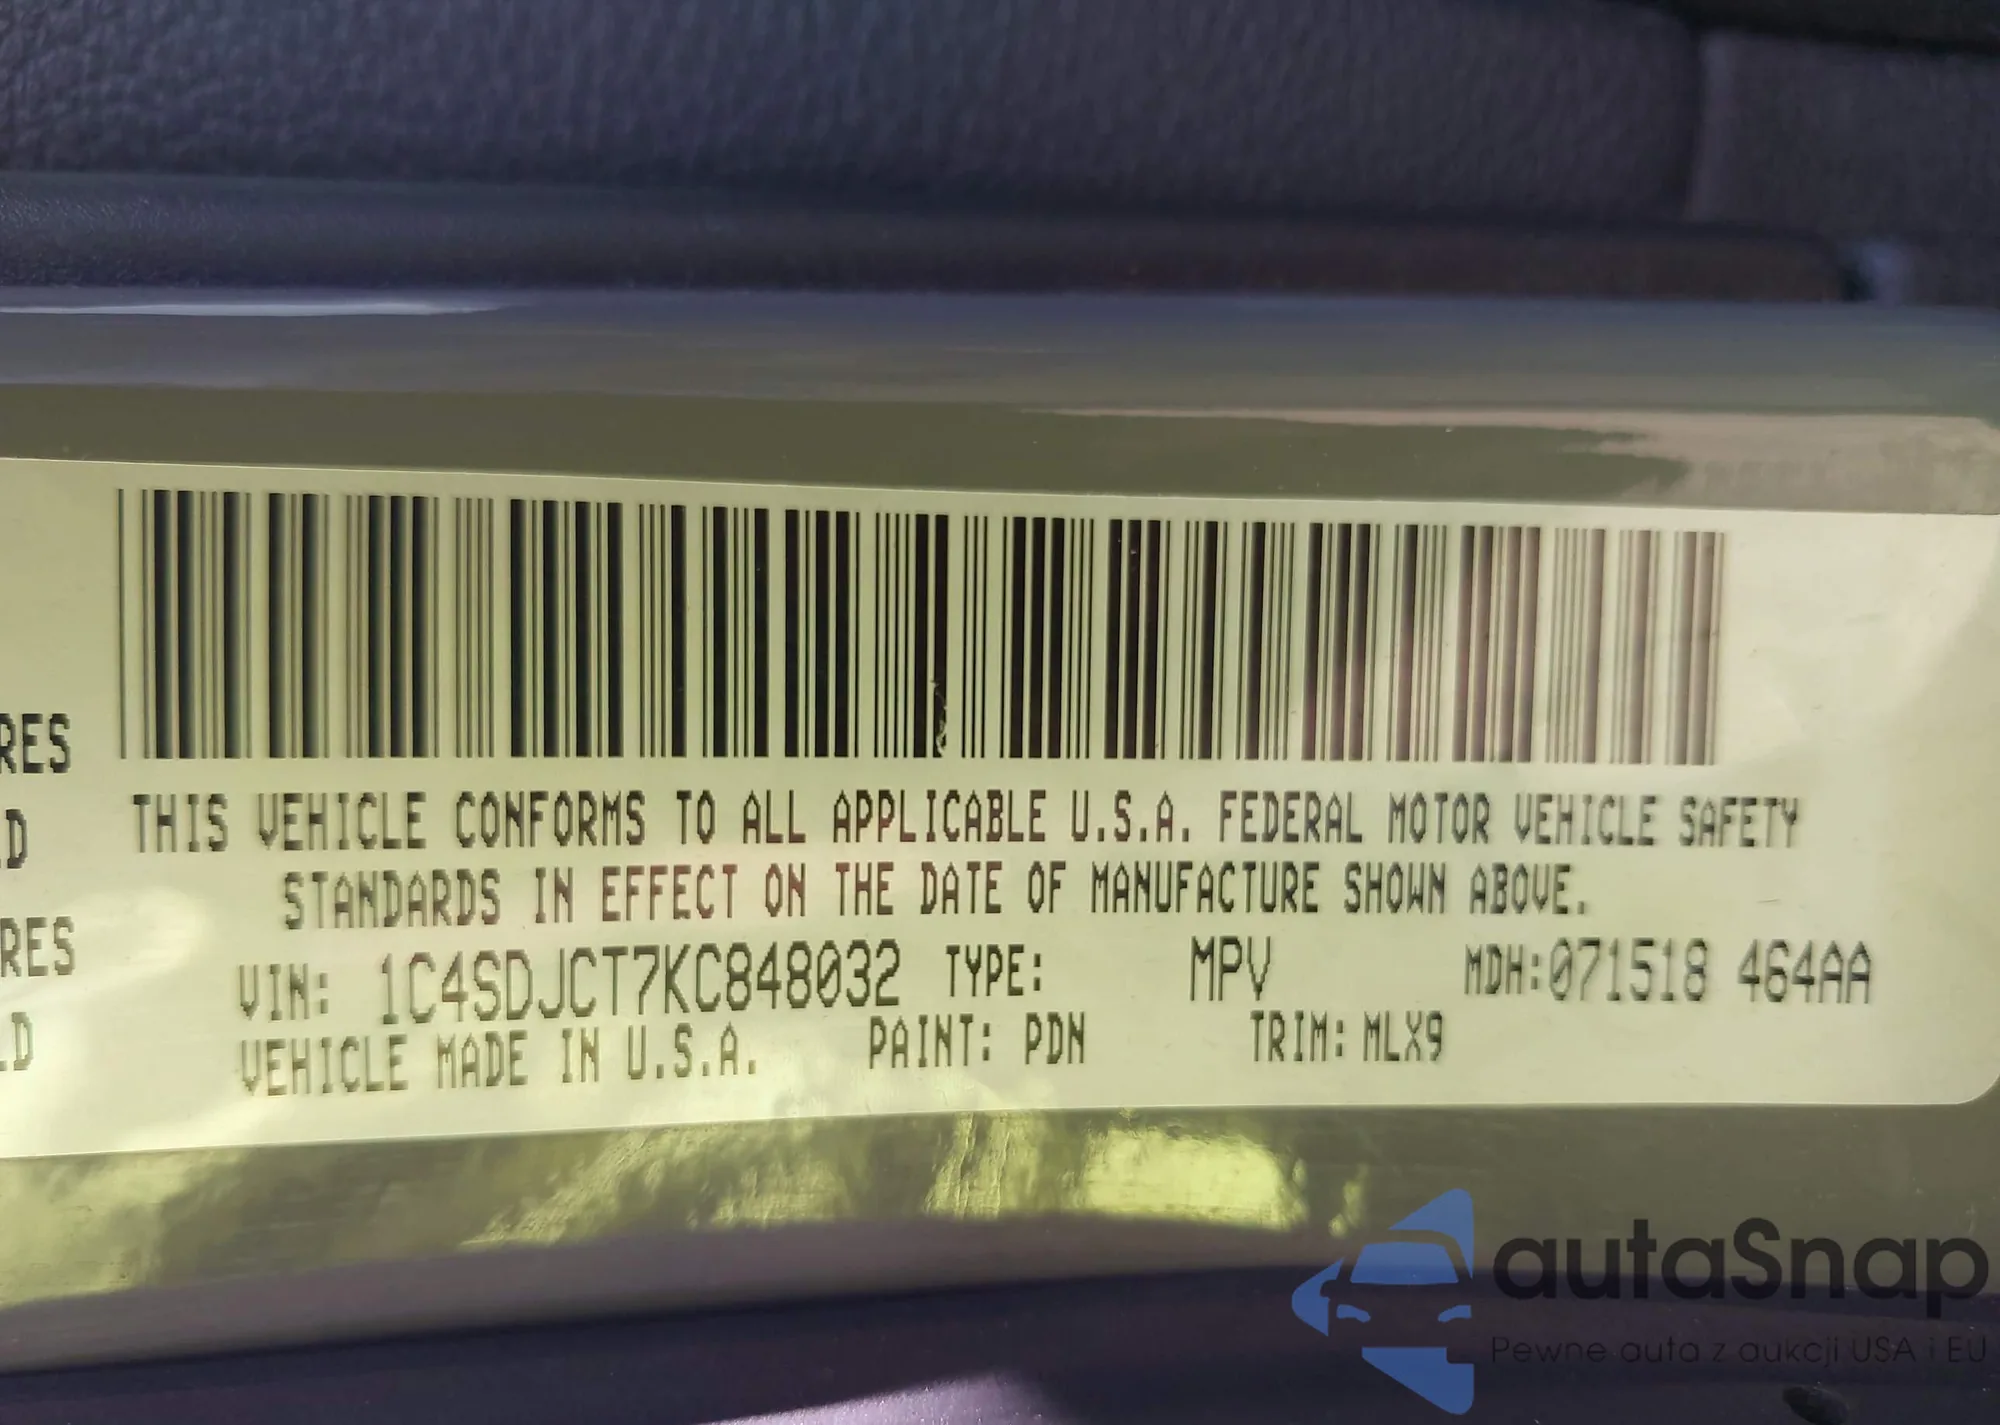 RES
THIS VEHICLE CONFORMS TO ALL APPLICABLE U.S.A. FEDERAL MOTOR VEHICLE SAFETY
STANDARDS IN EFFECT ON THE DATE OF MANUFACTURE SHOWN ABOVE.
RES
VIN: 1C4SDJCT7KC848032 TYPE: MPV MDH:071518 464AA
VEHICLE MADE IN U.S.A. PAINT: PDN TRIM: MLX9
autaSnap
Pewne auta z aukcji USA i EU